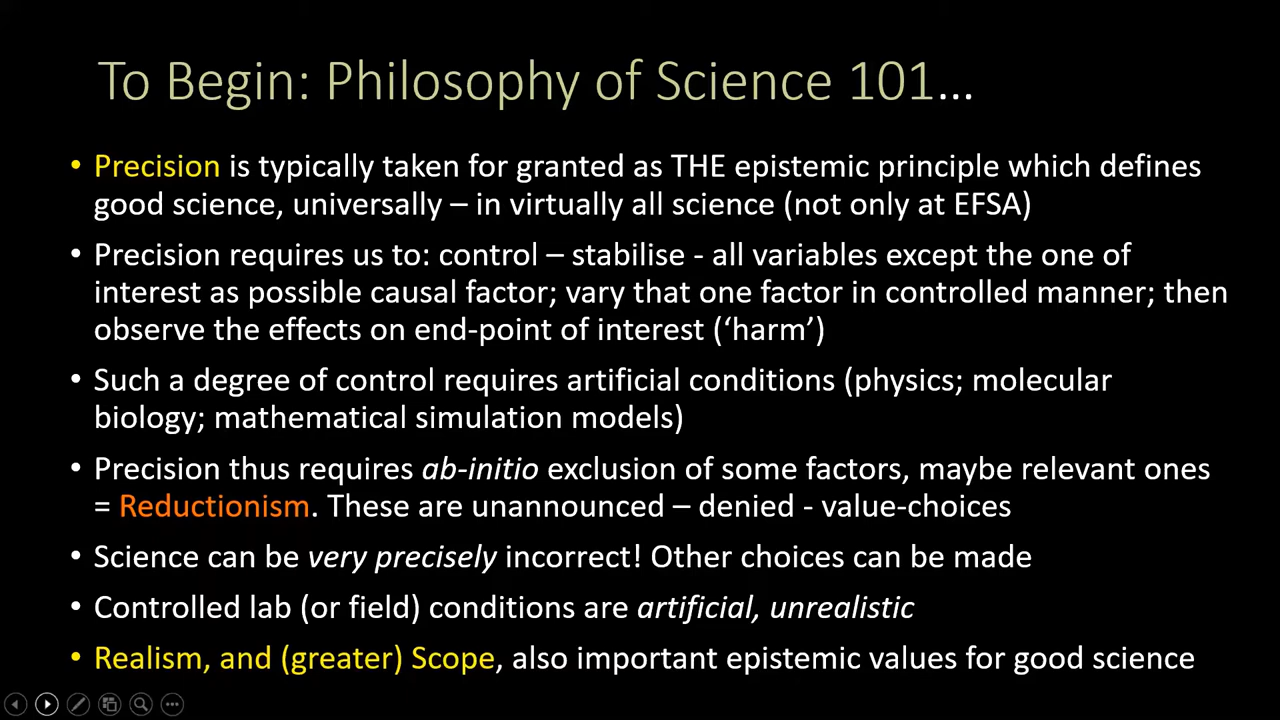 To Begin: Philosophy of Science 101...
• Precision is typically taken for granted as THE epistemic principle which defines
good science, universally – in virtually all science (not only at EFSA)
• Precision requires us to: control – stabilise - all variables except the one of
interest as possible causal factor; vary that one factor in controlled manner; then
observe the effects on end-point of interest (‘harm’)
• Such a degree of control requires artificial conditions (physics; molecular
biology; mathematical simulation models)
• Precision thus requires ab-initio exclusion of some factors, maybe relevant ones
= Reductionism. These are unannounced – denied - value-choices
• Science can be very precisely incorrect! Other choices can be made
• Controlled lab (or field) conditions are artificial, unrealistic
• Realism, and (greater) Scope, also important epistemic values for good science